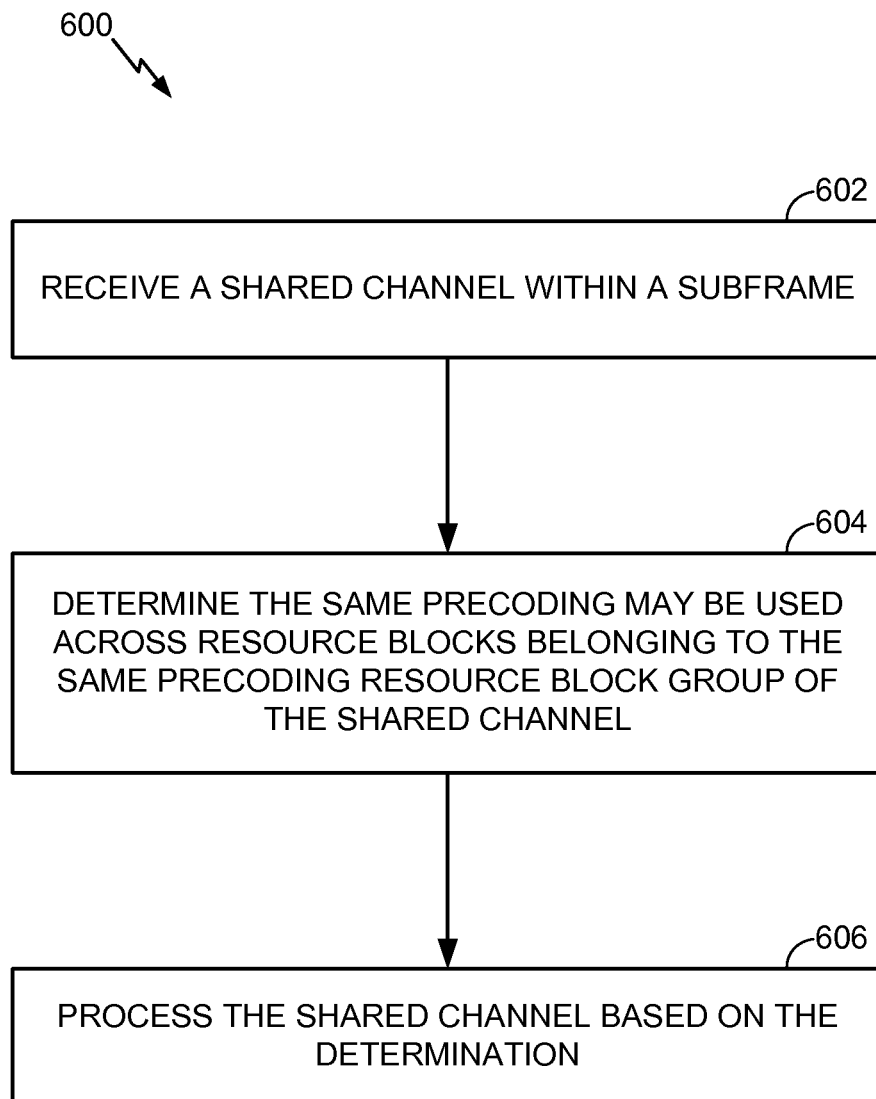 600
602
RECEIVE A SHARED CHANNEL WITHIN A SUBFRAME
604
DETERMINE THE SAME PRECODING MAY BE USED
ACROSS RESOURCE BLOCKS BELONGING TO THE
SAME PRECODING RESOURCE BLOCK GROUP OF
THE SHARED CHANNEL
606
PROCESS THE SHARED CHANNEL BASED ON THE
DETERMINATION